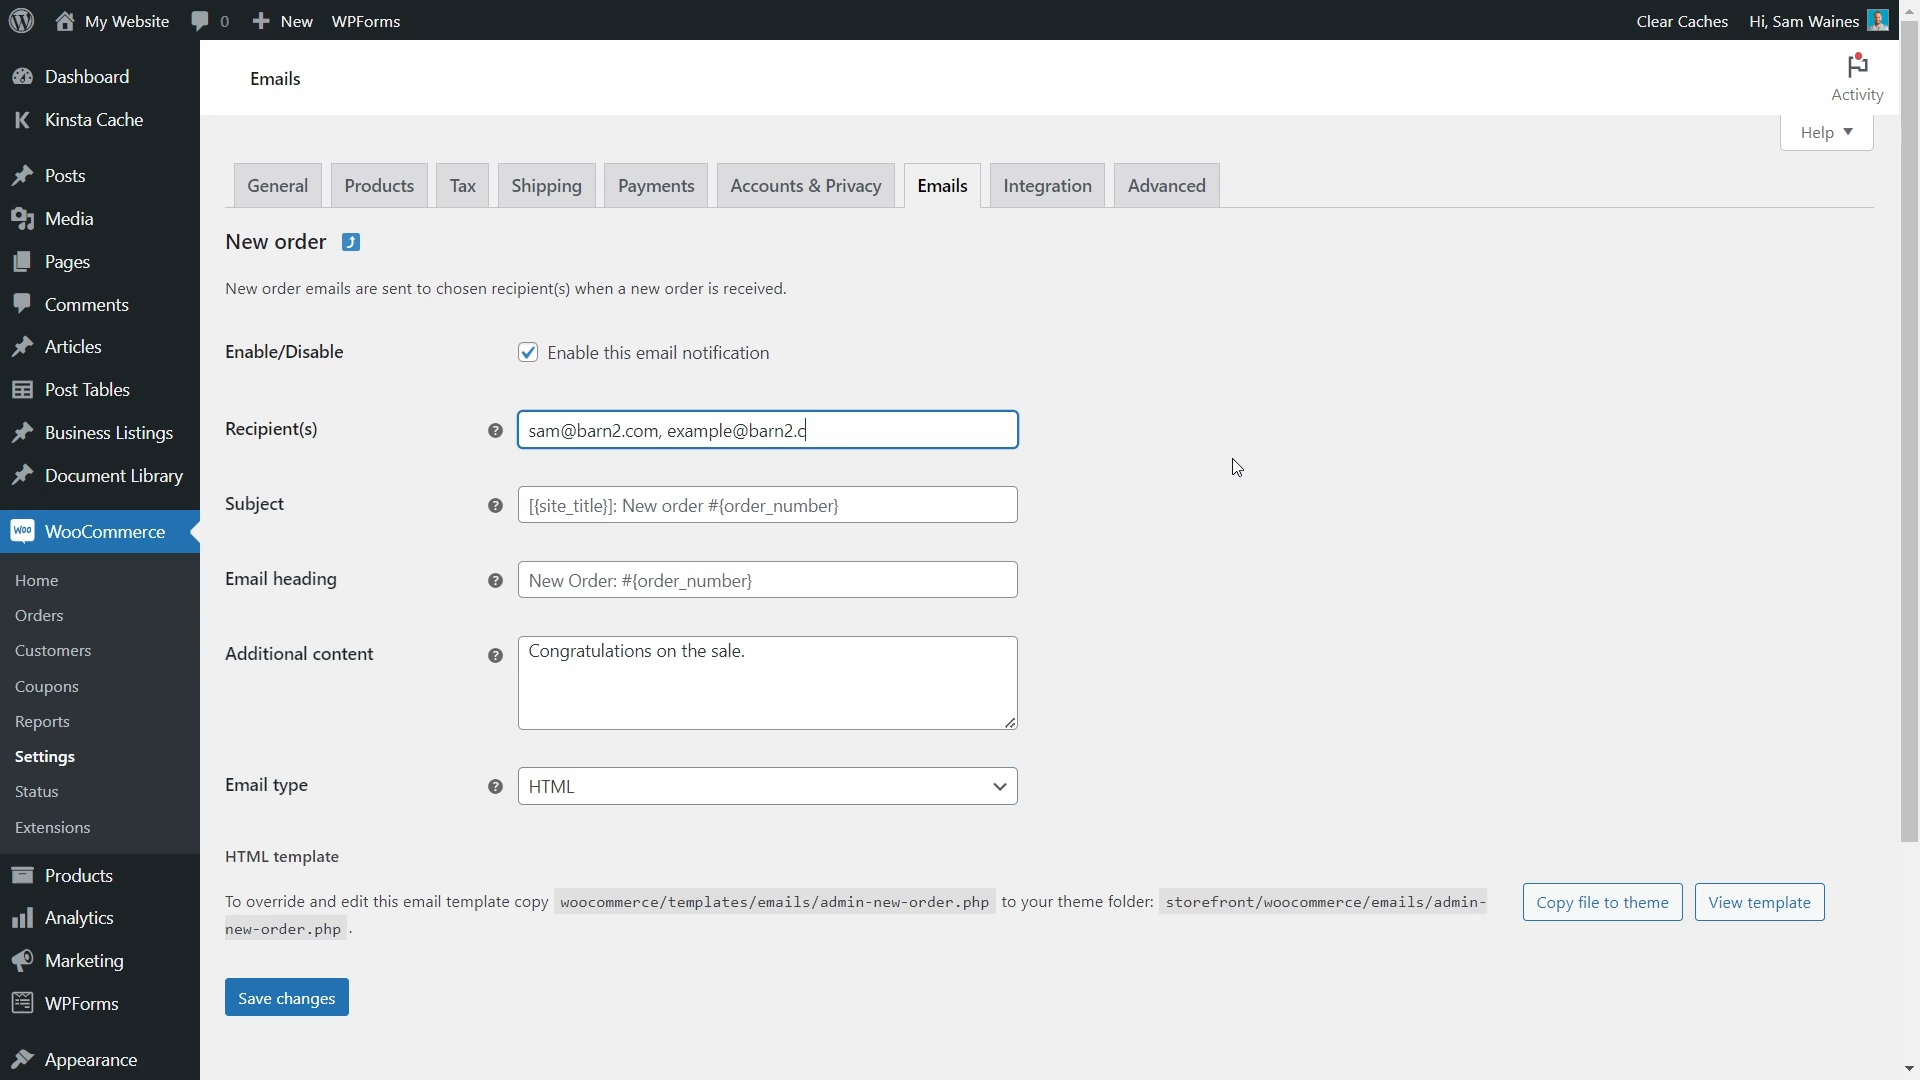 My Website
0
New
WPForms
Clear Caches
Hi, Sam Waines
Dashboard
Kinsta Cache
Posts
Media
Pages
Comments
Articles
Post Tables
Business Listings
Document Library
Woo
WooCommerce
Home
Orders
Customers
Coupons
Reports
Settings
Status
Extensions
Products
Analytics
Marketing
WPForms
Appearance
Emails
Activity
Help
General
Products
Tax
Shipping
Payments
Accounts & Privacy
Emails
Integration
Advanced
New order
New order emails are sent to chosen recipient(s) when a new order is received.
Enable/Disable
Enable this email notification
Recipient(s)
sam@barn2.com, example@barn2.c
Subject
[{site_title}]: New order #{order_number}
Email heading
New Order: #{order_number}
Additional content
Congratulations on the sale.
Email type
HTML
HTML template
To override and edit this email template copy woocommerce/templates/emails/admin-new-order.php to your theme folder: storefront/woocommerce/emails/admin-
new-order.php .
Copy file to theme
View template
Save changes